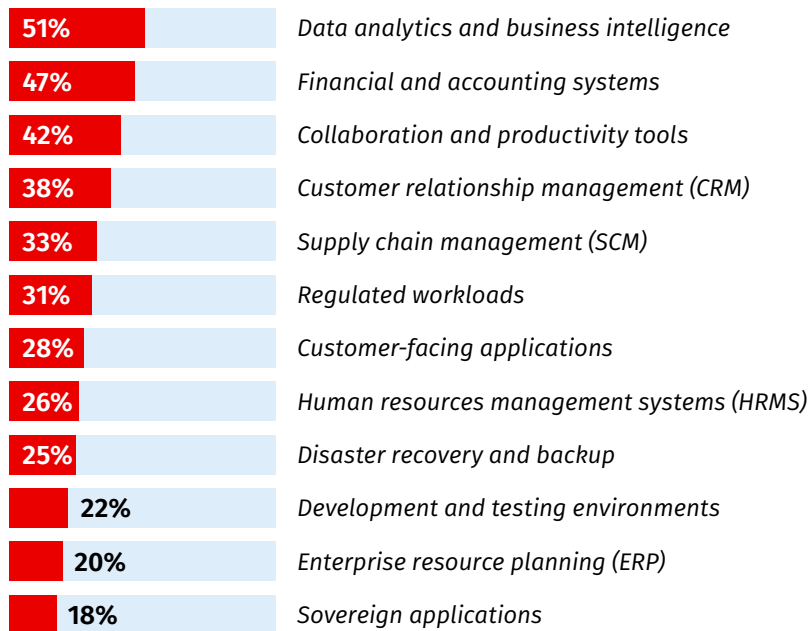 51% Data analytics and business intelligence
47% Financial and accounting systems
42% Collaboration and productivity tools
38% Customer relationship management (CRM)
33% Supply chain management (SCM)
31% Regulated workloads
28% Customer-facing applications
26% Human resources management systems (HRMS)
25% Disaster recovery and backup
22% Development and testing environments
20% Enterprise resource planning (ERP)
18% Sovereign applications